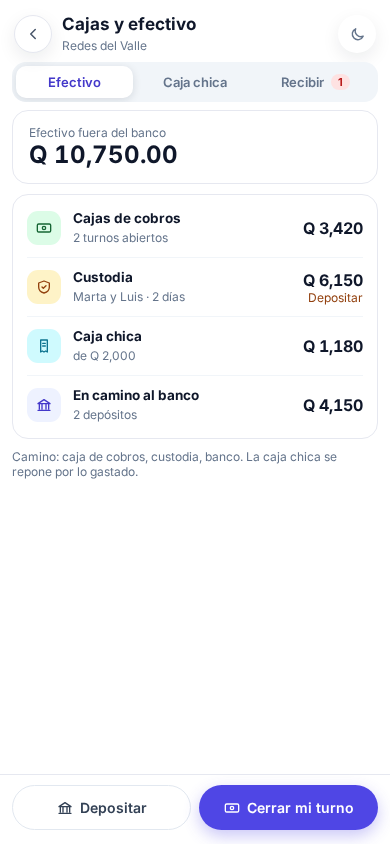 Cajas y efectivo
Redes del Valle
Efectivo
Caja chica
Recibir 1
Efectivo fuera del banco
Q 10,750.00
Cajas de cobros
2 turnos abiertos
Q 3,420
Custodia
Marta y Luis · 2 días
Q 6,150
Depositar
Caja chica
de Q 2,000
Q 1,180
En camino al banco
2 depósitos
Q 4,150
Camino: caja de cobros, custodia, banco. La caja chica se
repone por lo gastado.
Depositar
Cerrar mi turno